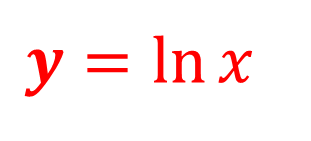 y = ln x